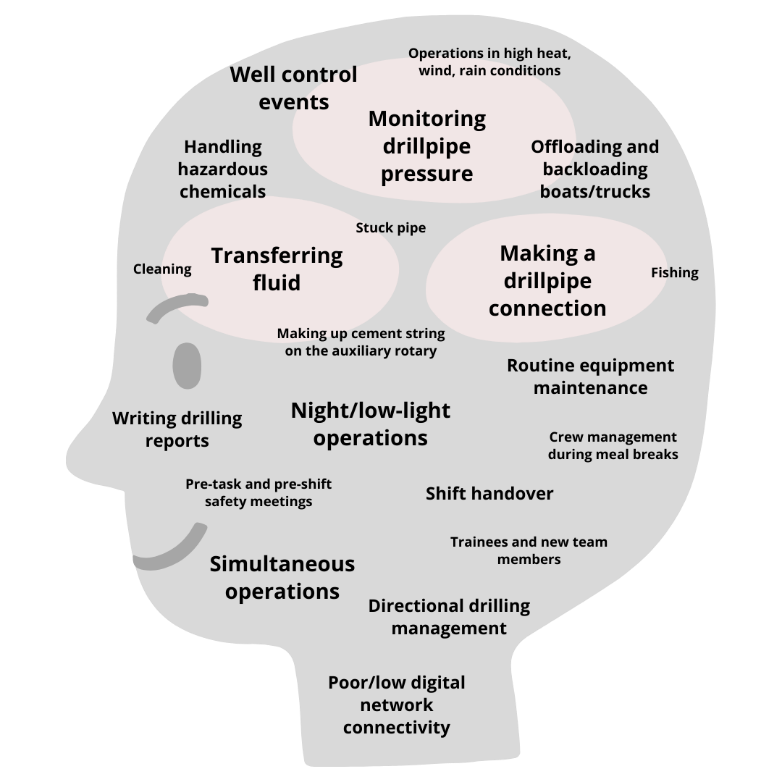 Operations in high heat,
wind, rain conditions
Well control
events
Monitoring
drillpipe
pressure
Handling
hazardous
chemicals
Offloading and
backloading
boats/trucks
Stuck pipe
Transferring
fluid
Cleaning
Making a
drillpipe
connection
Fishing
Making up cement string
on the auxiliary rotary
Routine equipment
maintenance
Night/low-light
operations
Writing drilling
reports
Crew management
during meal breaks
Pre-task and pre-shift
safety meetings
Shift handover
Trainees and new team
members
Simultaneous
operations
Directional drilling
management
Poor/low digital
network
connectivity